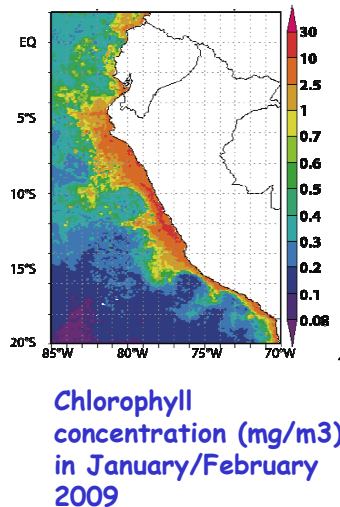 EQ
5°S
10°S
15°S
20°S
85°W 80°W 75°W 70°W
30
10
2.5
1
0.7
0.6
0.5
0.4
0.3
0.2
0.1
0.08
Chlorophyll
concentration (mg/m3)
in January/February
2009